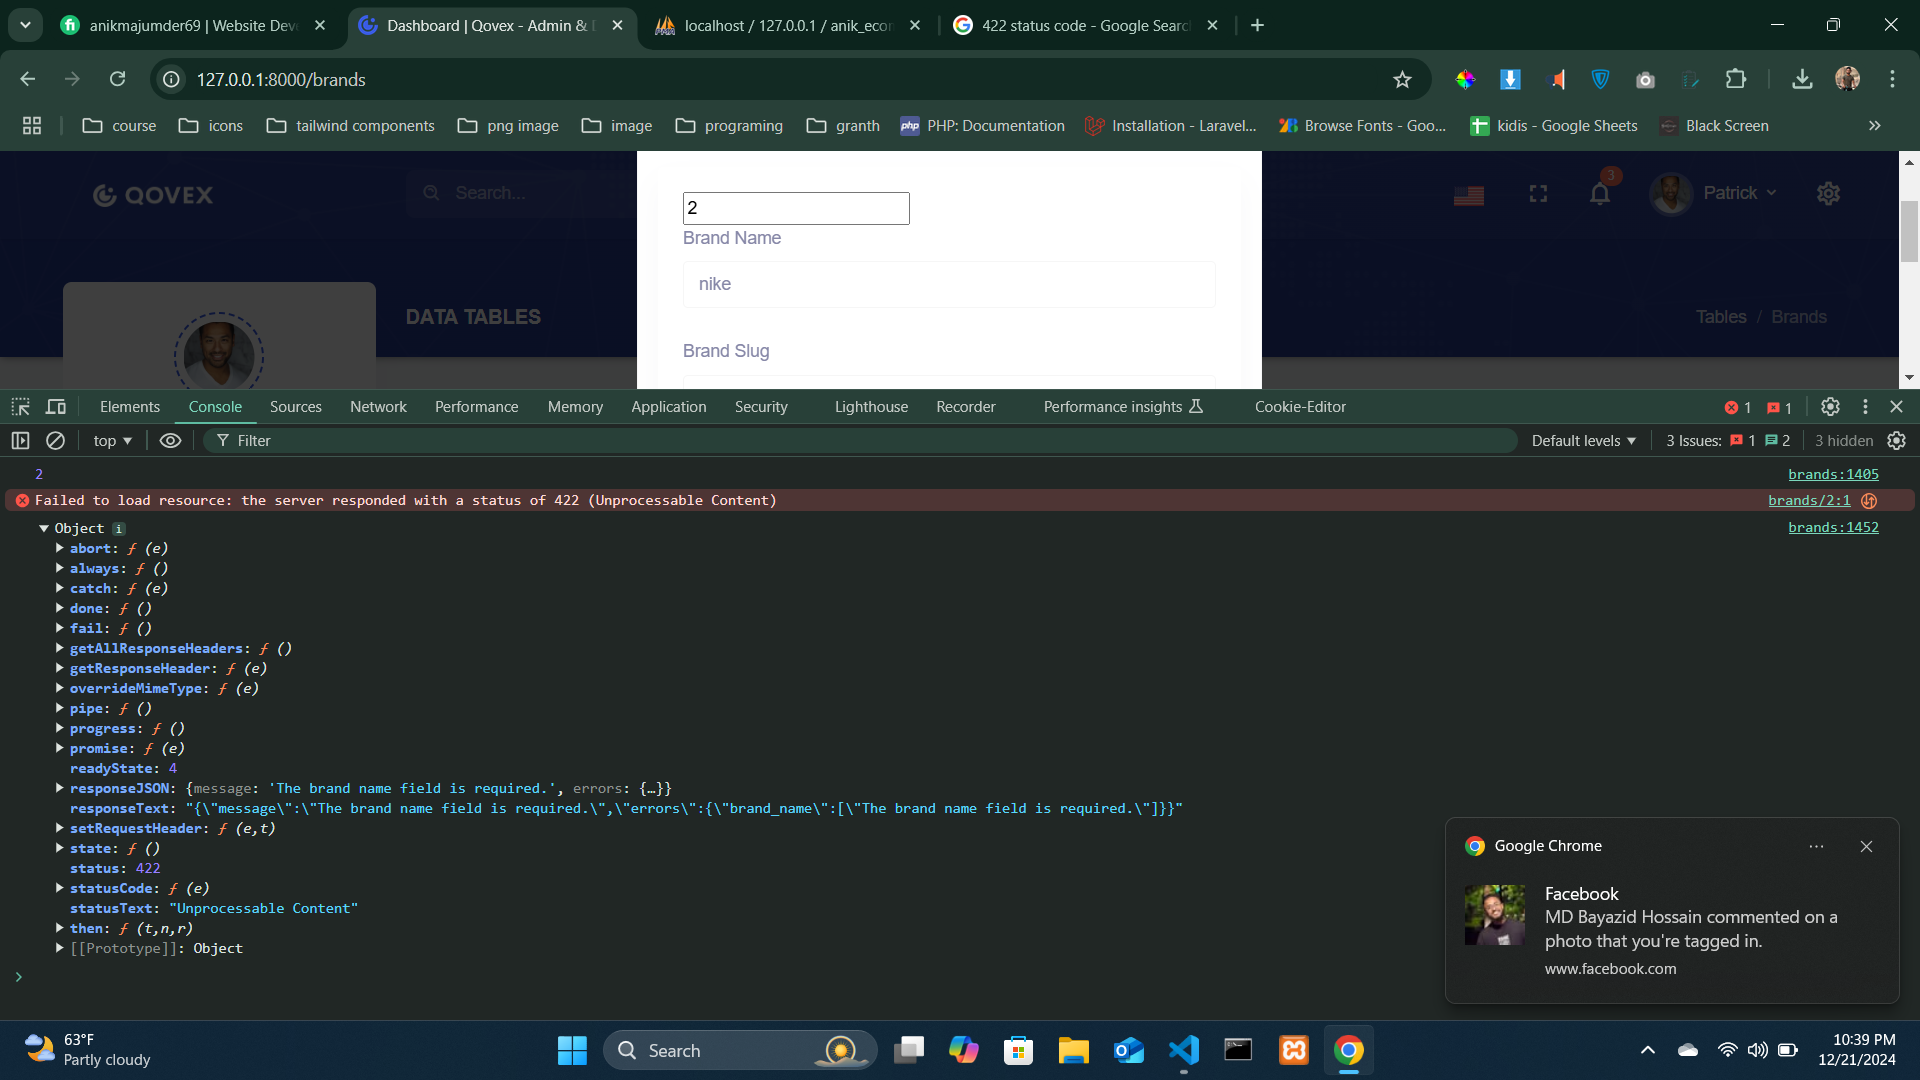 anikmajumder69 | Website Dev
Dashboard | Qovex - Admin &
localhost / 127.0.0.1 / anik_econ
422 status code - Google Searc
127.0.0.1:8000/brands
course
icons
tailwind components
png image
image
programing
granth
PHP: Documentation
Installation - Laravel...
Browse Fonts - Goo...
kidis - Google Sheets
Black Screen
QOVEX
Search...
3
Patrick
2
Brand Name
nike
Brand Slug
DATA TABLES
Tables / Brands
Elements
Console
Sources
Network
Performance
Memory
Application
Security
Lighthouse
Recorder
Performance insights
Cookie-Editor
1
1
top
Filter
Default levels
3 Issues: 1 2
3 hidden
2 brands:1405
Failed to load resource: the server responded with a status of 422 (Unprocessable Content) brands/2:1
Object i brands:1452
abort: ƒ (e)
always: ƒ ()
catch: ƒ (e)
done: ƒ ()
fail: ƒ ()
getAllResponseHeaders: ƒ ()
getResponseHeader: ƒ (e)
overrideMimeType: ƒ (e)
pipe: ƒ ()
progress: ƒ ()
promise: ƒ (e)
readyState: 4
responseJSON: {message: 'The brand name field is required.', errors: {…}}
responseText: "{\"message\":\"The brand name field is required.\",\"errors\":{\"brand_name\":[\"The brand name field is required.\"]}}"
setRequestHeader: ƒ (e,t)
state: ƒ ()
status: 422
statusCode: ƒ (e)
statusText: "Unprocessable Content"
then: ƒ (t,n,r)
[[Prototype]]: Object
Google Chrome
Facebook
MD Bayazid Hossain commented on a
photo that you're tagged in.
www.facebook.com
63°F
Partly cloudy
Search
10:39 PM
12/21/2024